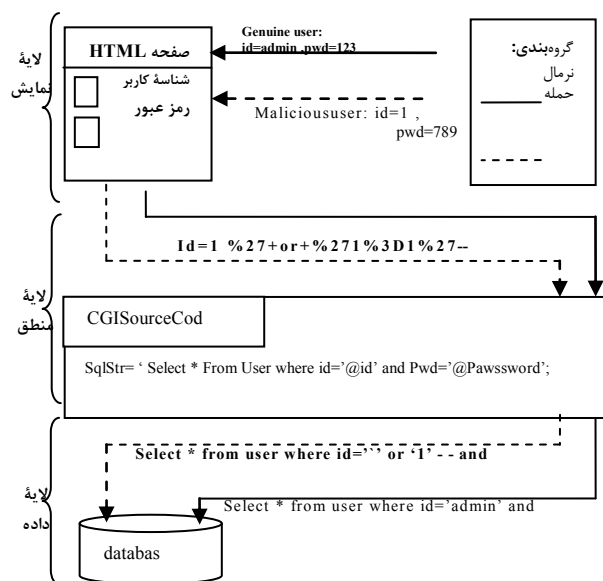 لایهٔ
نمایش
صفحه HTML
شناسهٔ کاربر
رمز عبور
Genuine user:
id=admin ,pwd=123
Malicioususer: id=1 ,
pwd=789
گروه‌بندی:
نرمال
حمله
لایهٔ
منطق
Id=1 %27+or+%271%3D1%27--
CGISourceCod
SqlStr= ‘ Select * From User where id=’@id’ and Pwd=’@Pawssword’;
لایهٔ
داده
Select * from user where id=’`’ or ‘1’ - - and
Select * from user where id=’admin’ and
databas